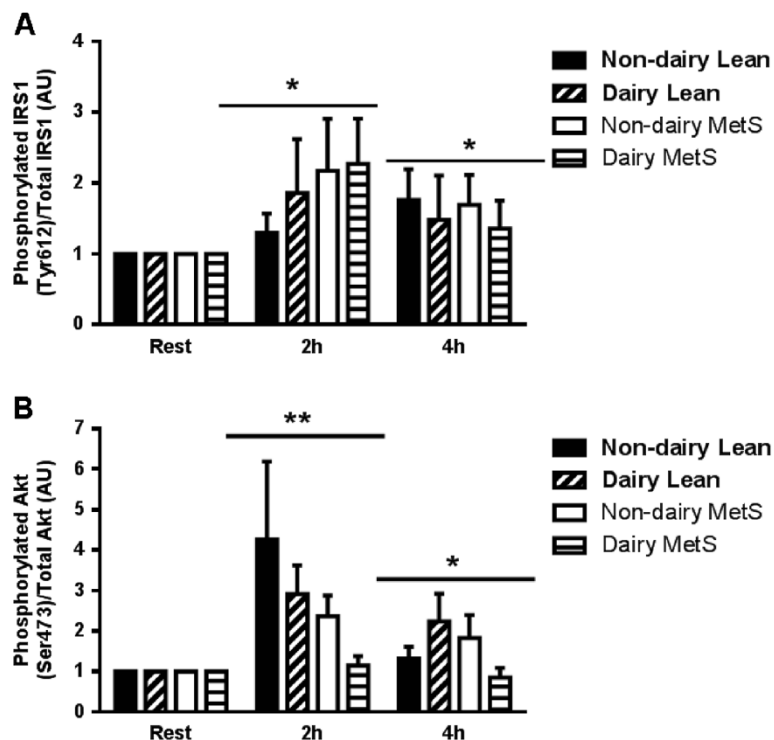 A
Phosphorylated IRS1
(Tyr612)/Total IRS1 (AU)
4
3
2
1
0
*
*
Rest
2h
4h
Non-dairy Lean
Dairy Lean
Non-dairy MetS
Dairy MetS
B
Phosphorylated Akt
(Ser473)/Total Akt (AU)
7
6
5
4
3
2
1
0
**
*
Rest
2h
4h
Non-dairy Lean
Dairy Lean
Non-dairy MetS
Dairy MetS